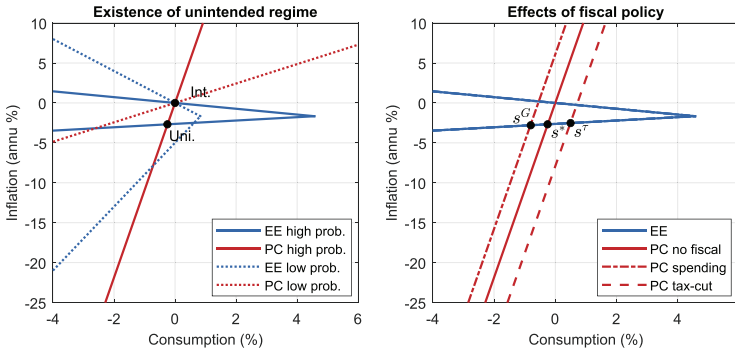 Existence of unintended regime
10
5
0
-5
-10
-15
-20
-25
Inflation (annu %)
Int.
Uni.
EE high prob.
PC high prob.
EE low prob.
PC low prob.
-4
-2
0
2
4
6
Consumption (%)
Effects of fiscal policy
10
5
0
-5
-10
-15
-20
-25
Inflation (annu %)
s^G
s^*
s^τ
EE
PC no fiscal
PC spending
PC tax-cut
-4
-2
0
2
4
Consumption (%)